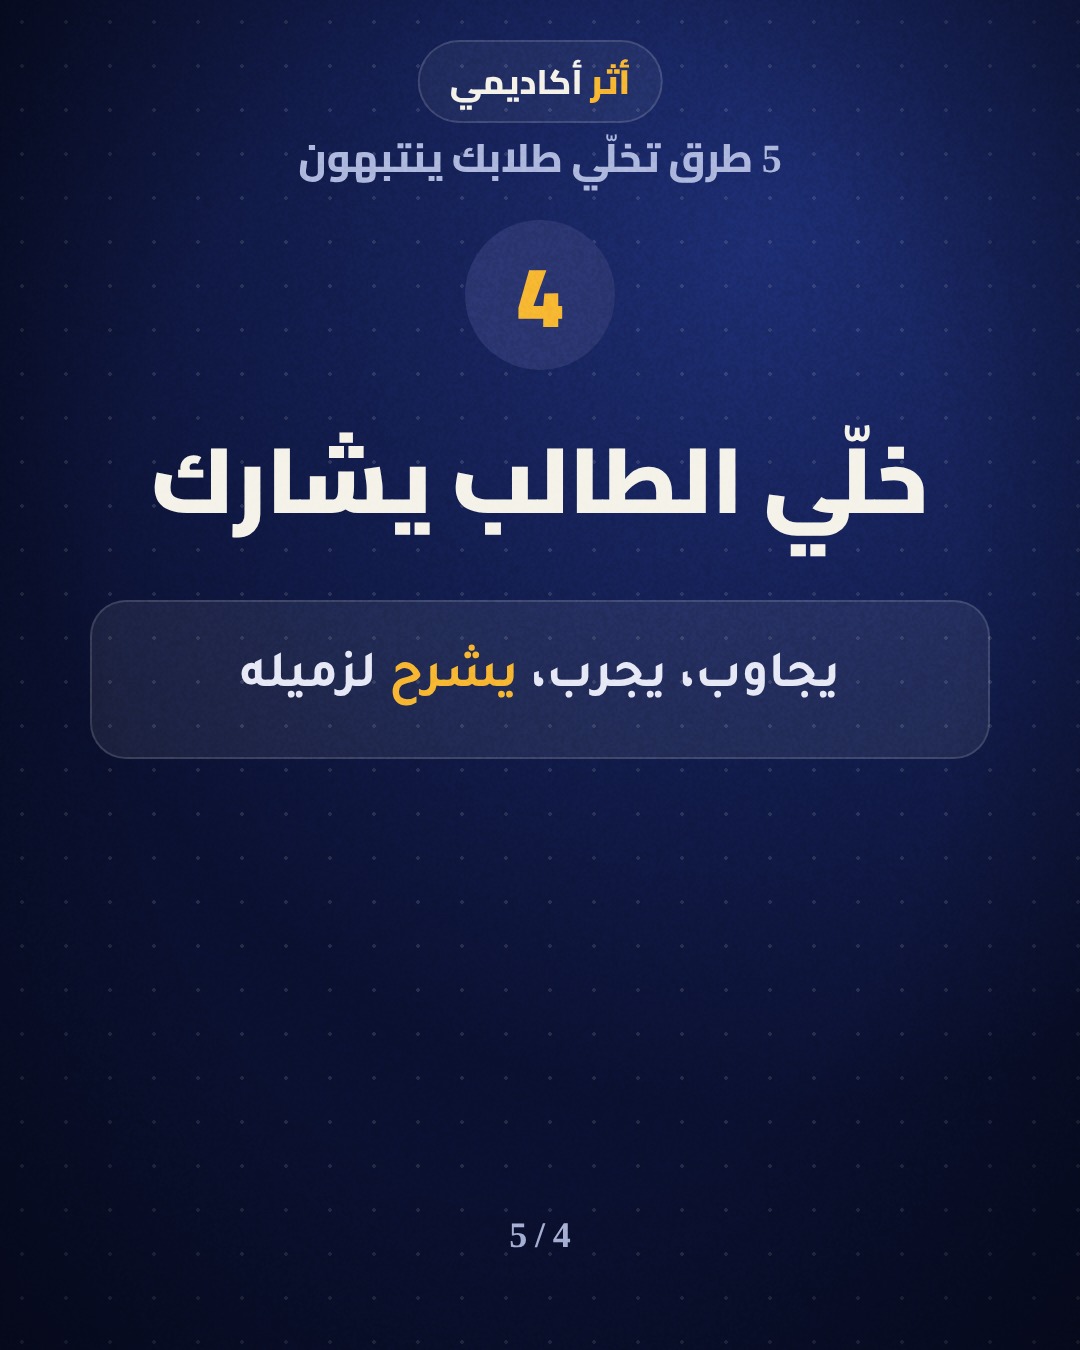 أثر أكاديمي
5 طرق تخلّي طلابك ينتبهون
4
خلّي الطالب يشارك
يجاوب، يجرب، يشرح لزميله
5 / 4